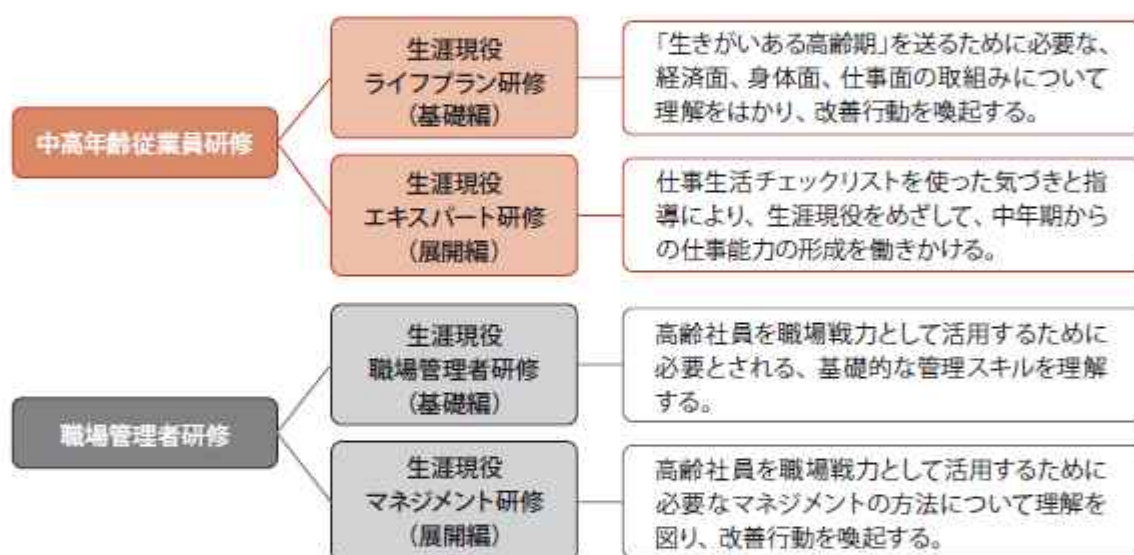 中高年齢従業員研修
生涯現役
ライフプラン研修
（基礎編）
「生きがいある高齢期」を送るために必要な、
経済面、身体面、仕事面の取組みについて
理解をはかり、改善行動を喚起する。
生涯現役
エキスパート研修
（展開編）
仕事生活チェックリストを使った気づきと指
導により、生涯現役をめざして、中年期から
の仕事能力の形成を働きかける。
職場管理者研修
生涯現役
職場管理者研修
（基礎編）
高齢社員を職場戦力として活用するために
必要とされる、基礎的な管理スキルを理解
する。
生涯現役
マネジメント研修
（展開編）
高齢社員を職場戦力として活用するために
必要なマネジメントの方法について理解を
図り、改善行動を喚起する。